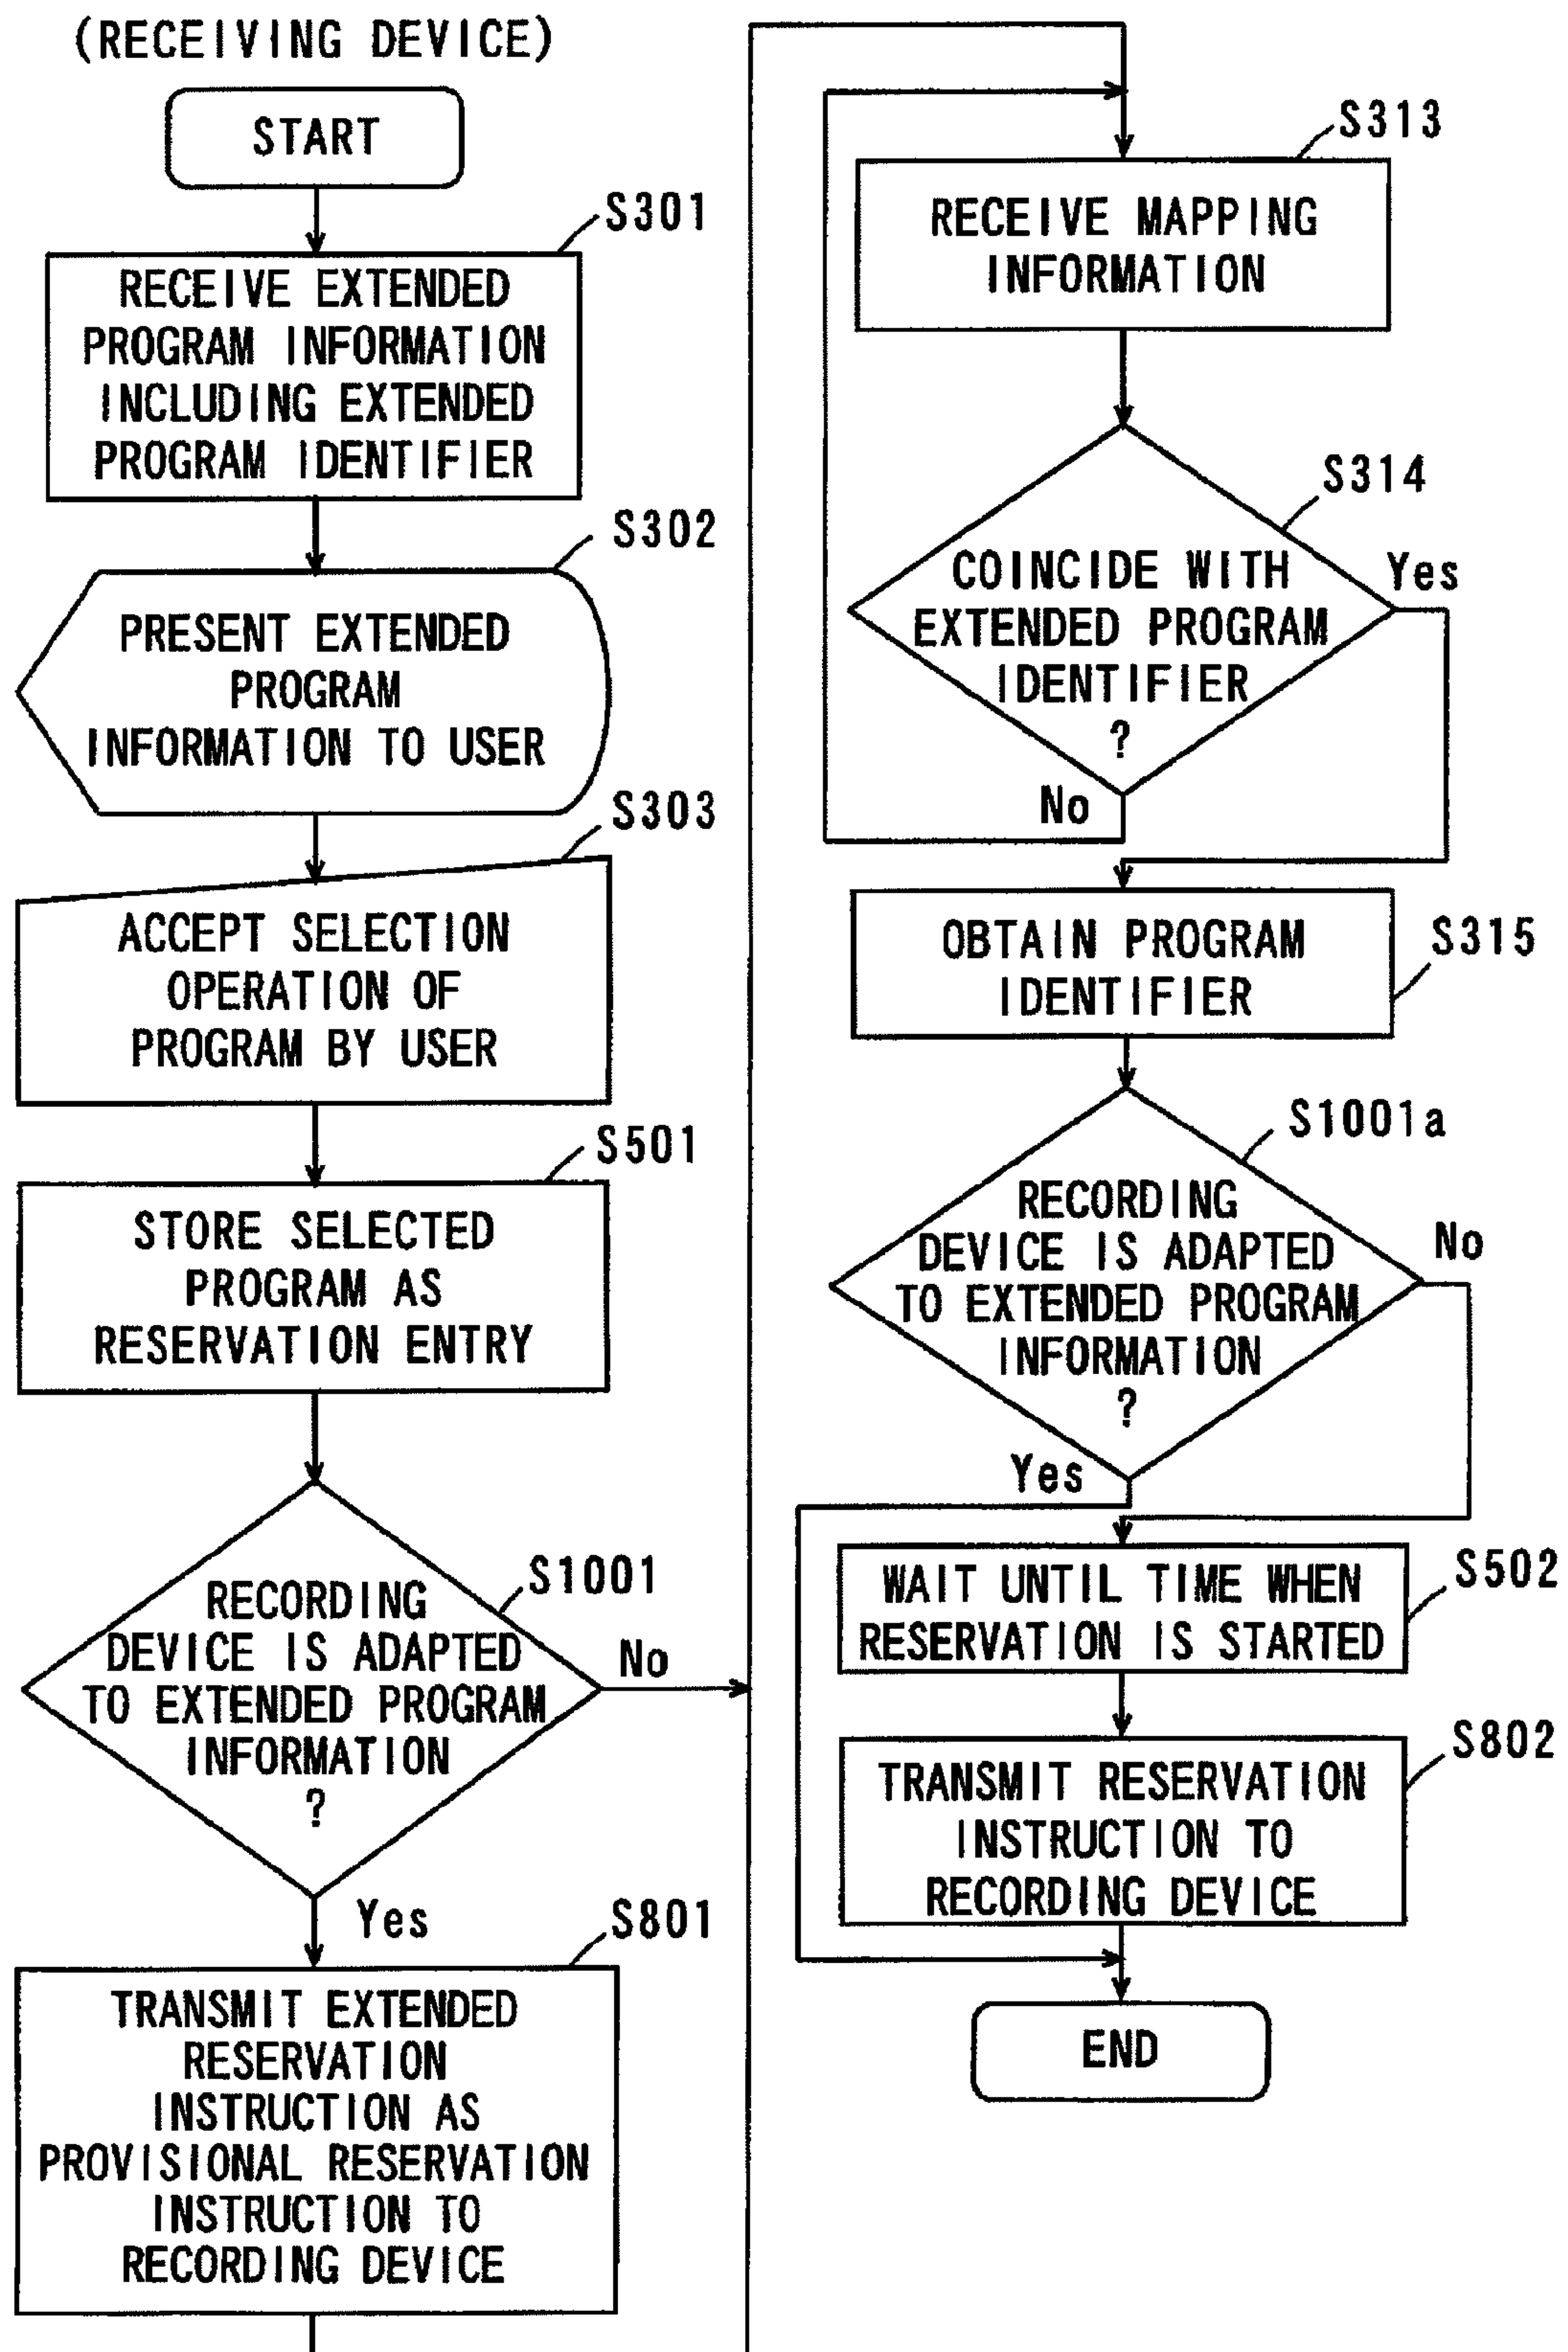 (RECEIVING DEVICE)
START
S301
RECEIVE EXTENDED
PROGRAM INFORMATION
INCLUDING EXTENDED
PROGRAM IDENTIFIER
S302
PRESENT EXTENDED
PROGRAM
INFORMATION TO USER
S303
ACCEPT SELECTION
OPERATION OF
PROGRAM BY USER
S501
STORE SELECTED
PROGRAM AS
RESERVATION ENTRY
S1001
RECORDING
DEVICE IS ADAPTED
TO EXTENDED PROGRAM
INFORMATION
?
No
Yes
S801
TRANSMIT EXTENDED
RESERVATION
INSTRUCTION AS
PROVISIONAL RESERVATION
INSTRUCTION TO
RECORDING DEVICE
S313
RECEIVE MAPPING
INFORMATION
S314
COINCIDE WITH
EXTENDED PROGRAM
IDENTIFIER
?
Yes
No
S315
OBTAIN PROGRAM
IDENTIFIER
S1001a
RECORDING
DEVICE IS ADAPTED
TO EXTENDED PROGRAM
INFORMATION
?
No
Yes
S502
WAIT UNTIL TIME WHEN
RESERVATION IS STARTED
S802
TRANSMIT RESERVATION
INSTRUCTION TO
RECORDING DEVICE
END